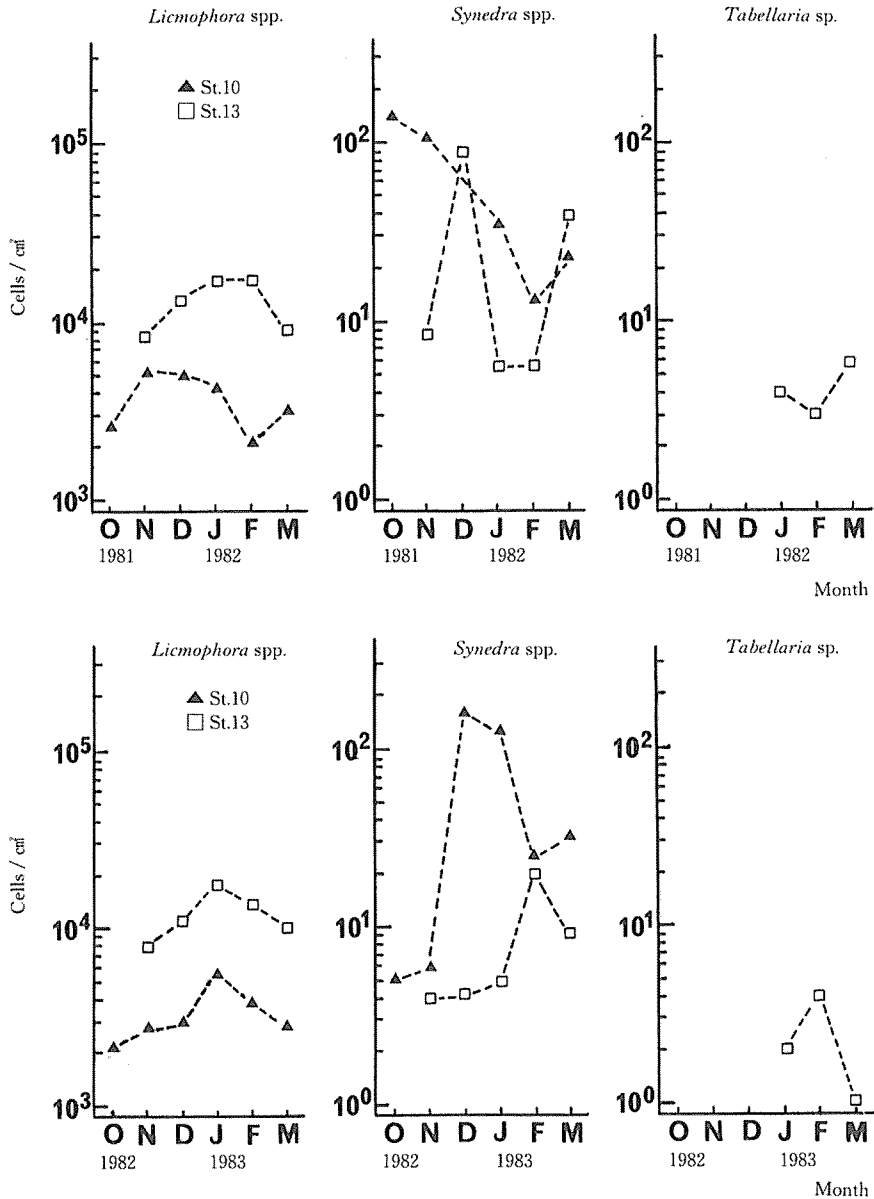 Licmophora spp. Synedra spp. Tabellaria sp.
▲ St.10
□ St.13
Cells / cm²
10⁵
10⁴
10³
10²
10¹
10⁰
10²
10¹
10⁰
O N D J F M O N D J F M O N D J F M
1981 1982 1981 1982 1981 1982
Month
Licmophora spp. Synedra spp. Tabellaria sp.
▲ St.10
□ St.13
Cells / cm²
10⁵
10⁴
10³
10²
10¹
10⁰
10²
10¹
10⁰
O N D J F M O N D J F M O N D J F M
1982 1983 1982 1983 1982 1983
Month